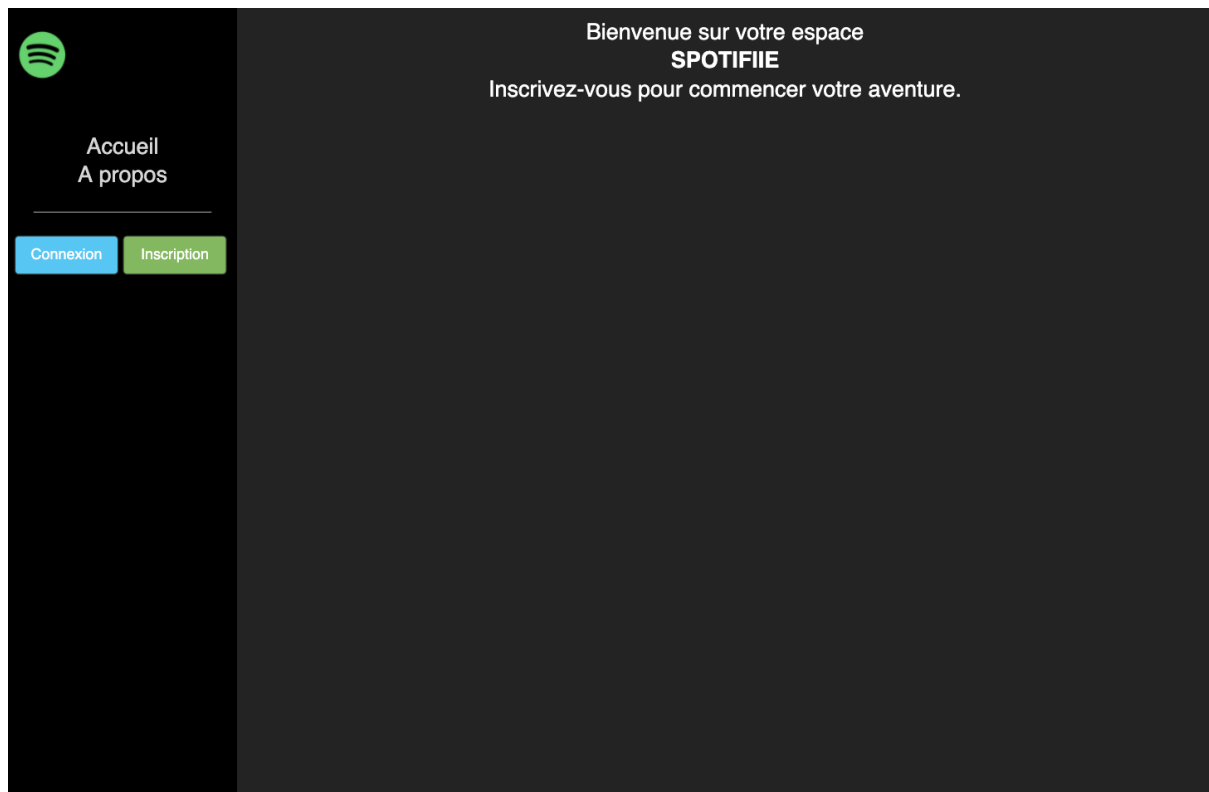 Bienvenue sur votre espace
SPOTIFIIE
Inscrivez-vous pour commencer votre aventure.
Accueil
A propos
Connexion
Inscription